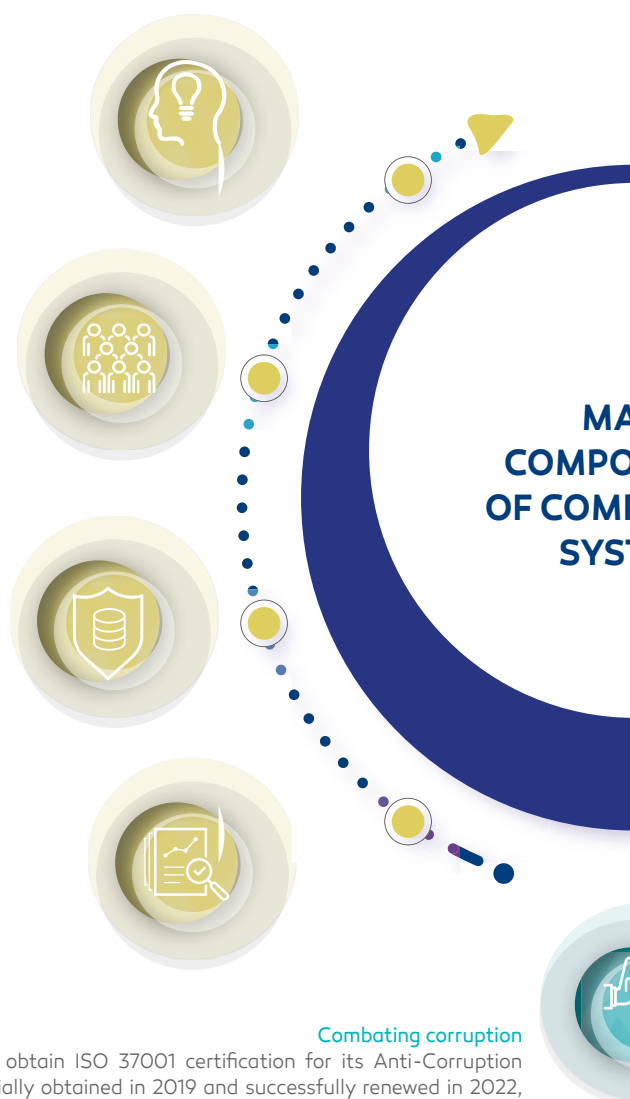 MA
COMPO
OF COM
SYST
Combating corruption
obtain ISO 37001 certification for its Anti-Corruption
ially obtained in 2019 and successfully renewed in 2022,